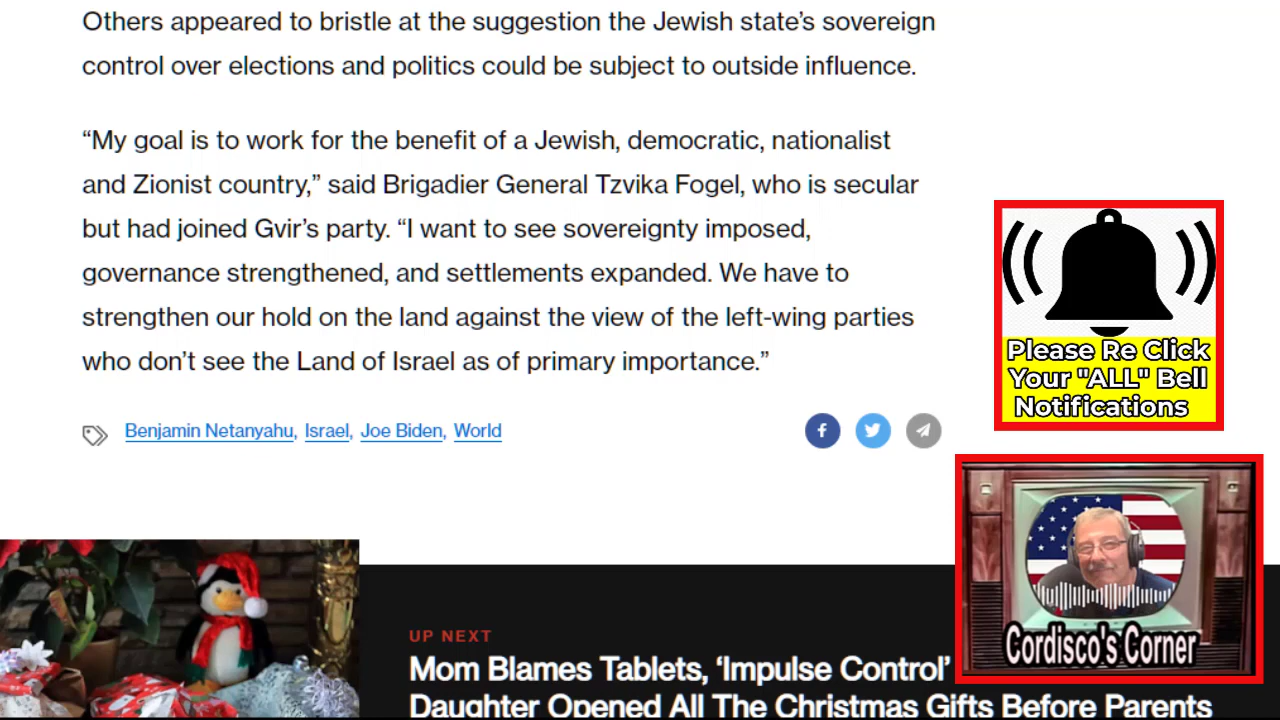 Others appeared to bristle at the suggestion the Jewish state’s sovereign
control over elections and politics could be subject to outside influence.
“My goal is to work for the benefit of a Jewish, democratic, nationalist
and Zionist country,” said Brigadier General Tzvika Fogel, who is secular
but had joined Gvir’s party. “I want to see sovereignty imposed,
governance strengthened, and settlements expanded. We have to
strengthen our hold on the land against the view of the left-wing parties
who don’t see the Land of Israel as of primary importance.”
Benjamin Netanyahu, Israel, Joe Biden, World
Please Re Click
Your "ALL" Bell
Notifications
Cordisco's Corner
UP NEXT
Mom Blames Tablets, ‘Impulse Control’
Daughter Opened All The Christmas Gifts Before Parents